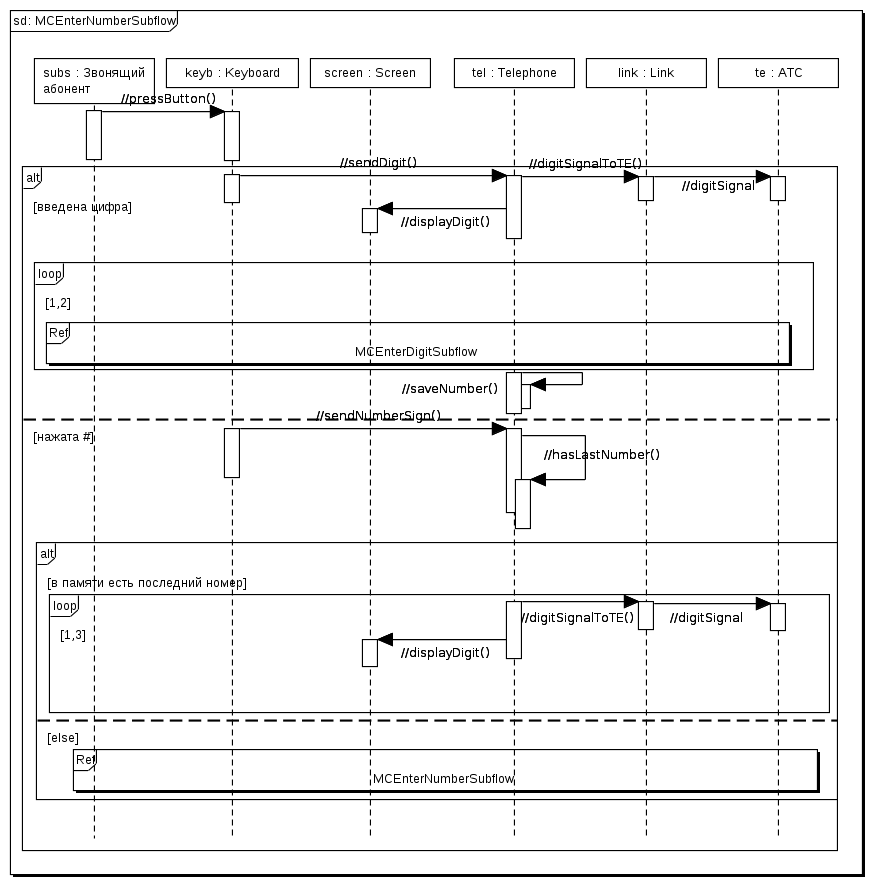 sd: MCEnterNumberSubflow
subs : Звонящий
абонент
keyb : Keyboard
screen : Screen
tel : Telephone
link : Link
te : ATC
//pressButton()
alt
//sendDigit()
//digitSignalToTE()
//digitSignal
[введена цифра]
//displayDigit()
loop
[1,2]
Ref
MCEnterDigitSubflow
//saveNumber()
//sendNumberSign()
[нажата #]
//hasLastNumber()
alt
[в памяти есть последний номер]
loop
//digitSignalToTE()
//digitSignal
[1,3]
//displayDigit()
[else]
Ref
MCEnterNumberSubflow